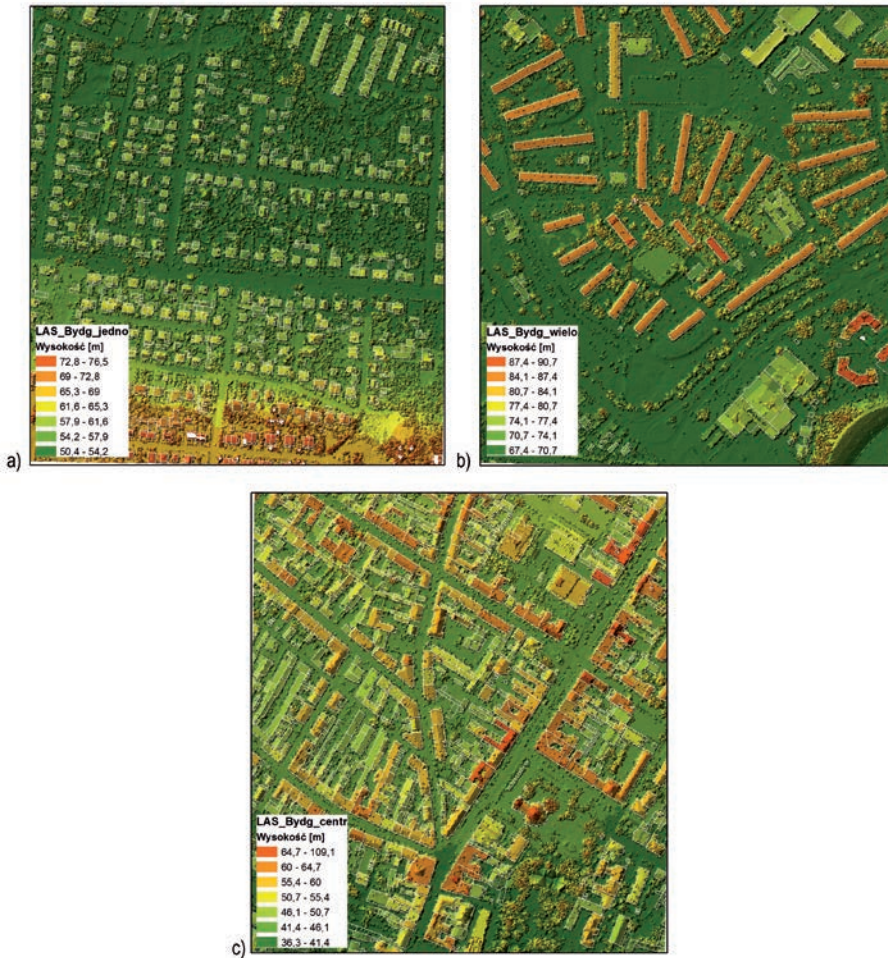 LAS_Bydg_jedno
Wysokość [m]
72,8 - 76,5
69 - 72,8
65,3 - 69
61,6 - 65,3
57,9 - 61,6
54,2 - 57,9
50,4 - 54,2
a)
LAS_Bydg_wielo
Wysokość [m]
87,4 - 90,7
84,1 - 87,4
80,7 - 84,1
77,4 - 80,7
74,1 - 77,4
70,7 - 74,1
67,4 - 70,7
b)
LAS_Bydg_centr
Wysokość [m]
64,7 - 109,1
60 - 64,7
55,4 - 60
50,7 - 55,4
46,1 - 50,7
41,4 - 46,1
36,3 - 41,4
c)